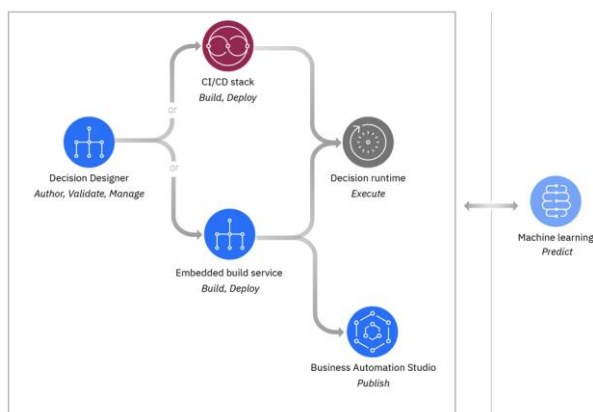 CI/CD stack
Build, Deploy
or
Decision Designer
Author, Validate, Manage
or
Decision runtime
Execute
Embedded build service
Build, Deploy
Machine learning
Predict
Business Automation Studio
Publish